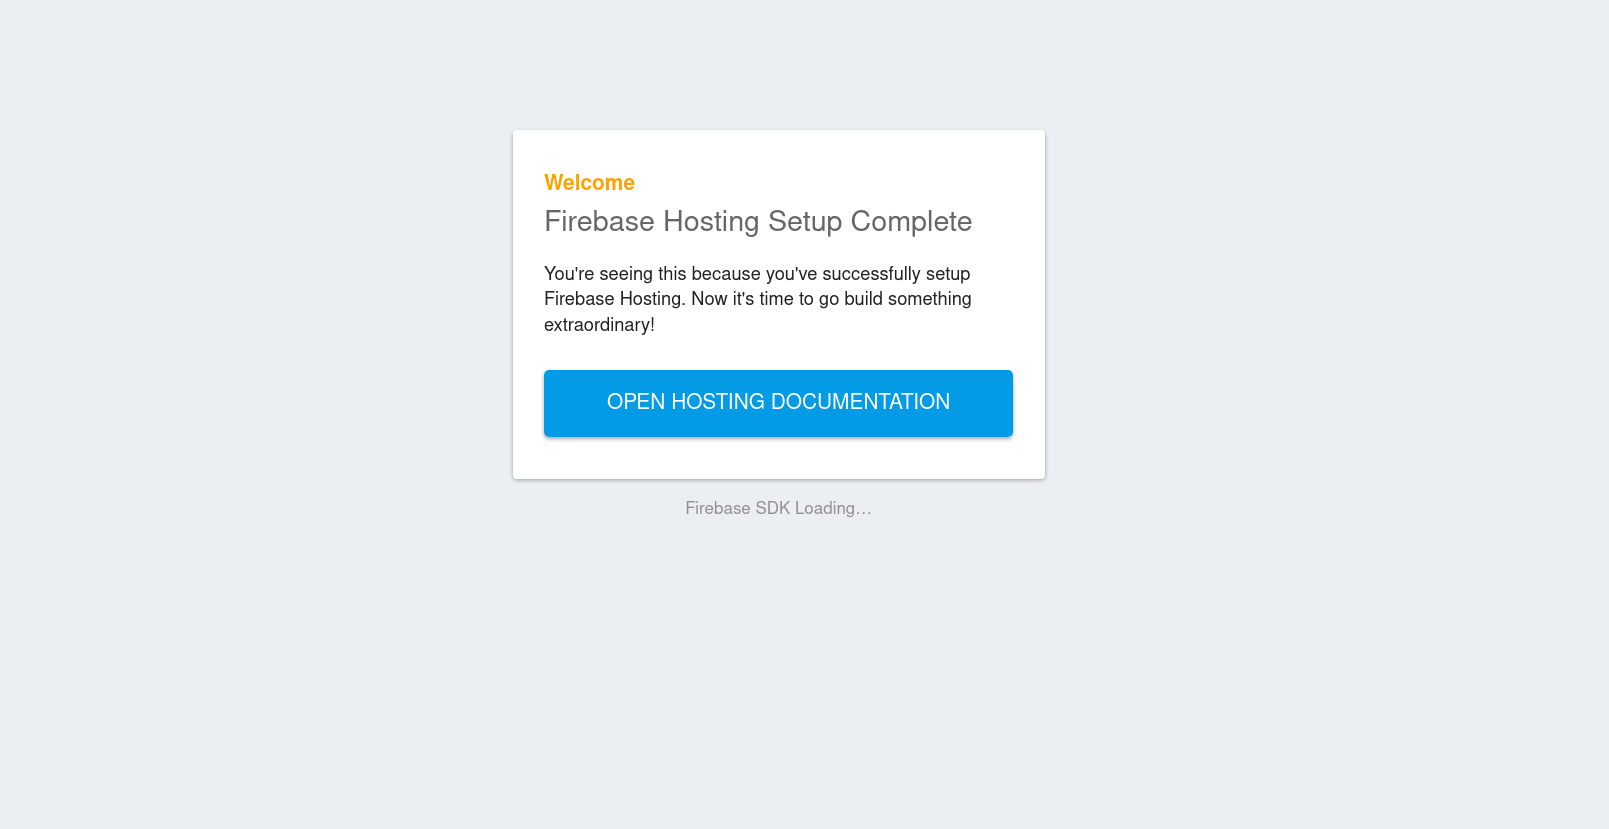 Welcome
Firebase Hosting Setup Complete
You're seeing this because you've successfully setup
Firebase Hosting. Now it's time to go build something
extraordinary!
OPEN HOSTING DOCUMENTATION
Firebase SDK Loading…